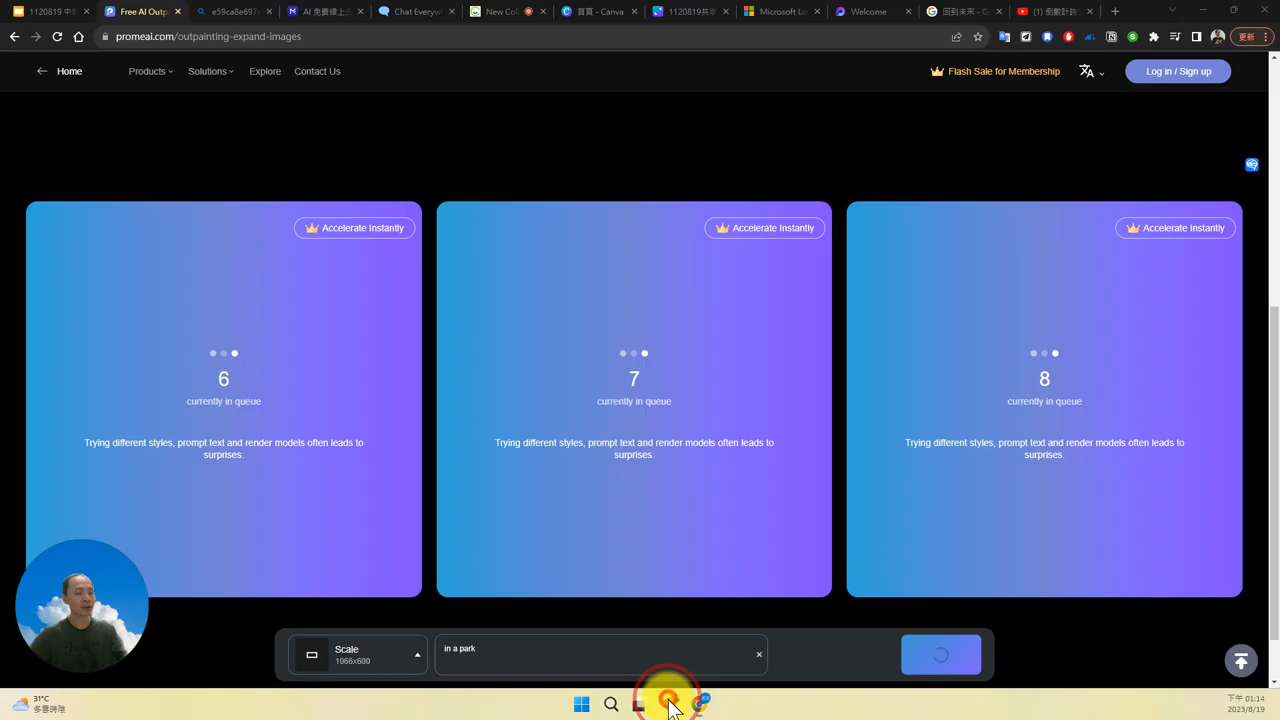 1120819 中
Free AI Outp
e59ca8e697
AI 免費線上
Chat Everyw
New Col
首頁 - Canva
1120819共
Microsoft Lo
Welcome
回到未來 - G
(1) 倒數計時
promeai.com/outpainting-expand-images
更新
Home
Products
Solutions
Explore
Contact Us
Flash Sale for Membership
Log in / Sign up
Accelerate Instantly
Accelerate Instantly
Accelerate Instantly
6
7
8
currently in queue
currently in queue
currently in queue
Trying different styles, prompt text and render models often leads to
surprises.
Trying different styles, prompt text and render models often leads to
surprises.
Trying different styles, prompt text and render models often leads to
surprises.
Scale
1066x600
in a park
31°C
多雲時陰
下午 01:14
2023/8/19